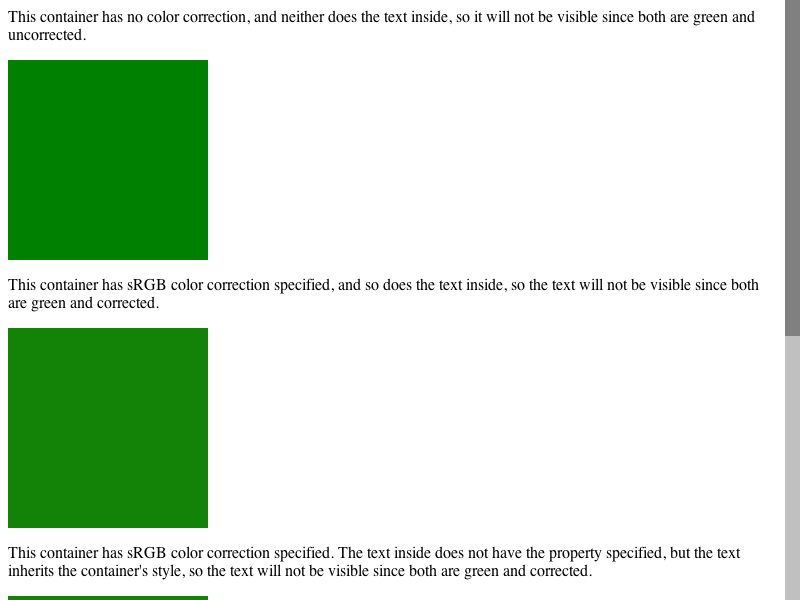 This container has no color correction, and neither does the text inside, so it will not be visible since both are green and
uncorrected.
This container has sRGB color correction specified, and so does the text inside, so the text will not be visible since both
are green and corrected.
This container has sRGB color correction specified. The text inside does not have the property specified, but the text
inherits the container's style, so the text will not be visible since both are green and corrected.